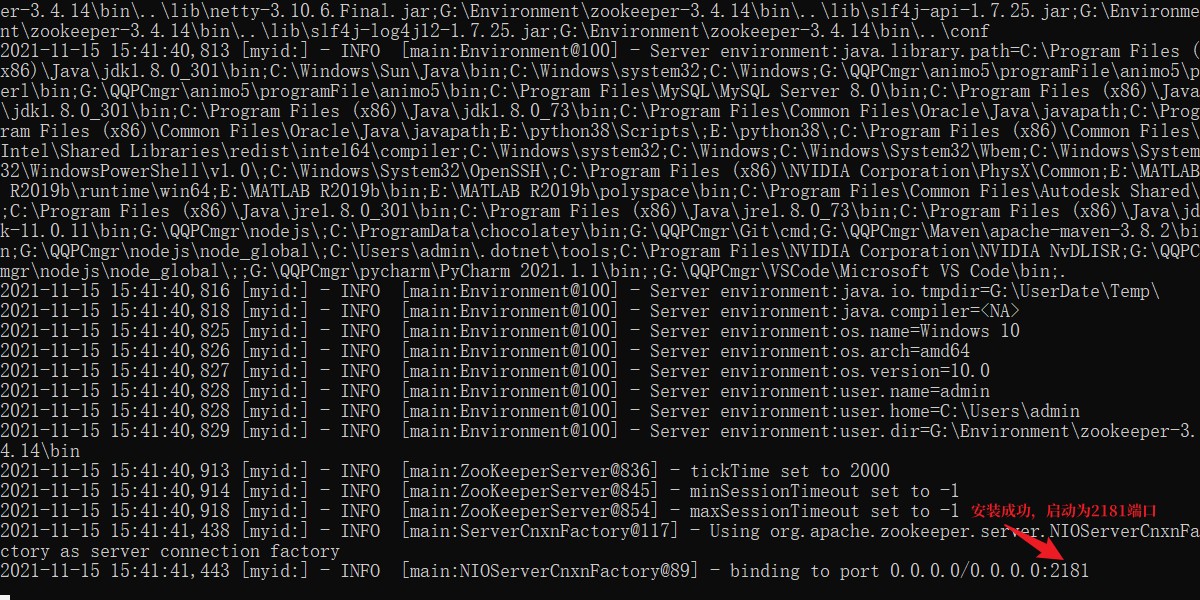 er-3.4.14\bin\..\lib\netty-3.10.6.Final.jar;G:\Environment\zookeeper-3.4.14\bin\..\lib\slf4j-api-1.7.25.jar;G:\Environme
nt\zookeeper-3.4.14\bin\..\lib\slf4j-log4j12-1.7.25.jar;G:\Environment\zookeeper-3.4.14\bin\..\conf
2021-11-15 15:41:40,813 [myid:] - INFO  [main:Environment@100] - Server environment:java.library.path=C:\Program Files (
x86)\Java\jdk1.8.0_301\bin;C:\Windows\Sun\Java\bin;C:\Windows\system32;C:\Windows;G:\QQPCmgr\animo5\programFile\animo5\p
erl\bin;G:\QQPCmgr\animo5\programFile\animo5\bin;C:\Program Files\MySQL\MySQL Server 8.0\bin;C:\Program Files (x86)\Java
\jdk1.8.0_301\bin;C:\Program Files (x86)\Java\jdk1.8.0_73\bin;C:\Program Files\Common Files\Oracle\Java\javapath;C:\Prog
ram Files (x86)\Common Files\Oracle\Java\javapath;E:\python38\Scripts\;E:\python38\;C:\Program Files (x86)\Common Files\
Intel\Shared Libraries\redist\intel64\compiler;C:\Windows\system32;C:\Windows;C:\Windows\System32\Wbem;C:\Windows\System
32\WindowsPowerShell\v1.0\;C:\Windows\System32\OpenSSH\;C:\Program Files (x86)\NVIDIA Corporation\PhysX\Common;E:\MATLAB
 R2019b\runtime\win64;E:\MATLAB R2019b\bin;E:\MATLAB R2019b\polyspace\bin;C:\Program Files\Common Files\Autodesk Shared\
;C:\Program Files (x86)\Java\jre1.8.0_301\bin;C:\Program Files (x86)\Java\jre1.8.0_73\bin;C:\Program Files (x86)\Java\jd
k-11.0.11\bin;G:\QQPCmgr\nodejs\;C:\ProgramData\chocolatey\bin;G:\QQPCmgr\Git\cmd;G:\QQPCmgr\Maven\apache-maven-3.8.2\bi
n;G:\QQPCmgr\nodejs\node_global\;C:\Users\admin\.dotnet\tools;C:\Program Files\NVIDIA Corporation\NVIDIA NvDLISR;G:\QQPC
mgr\nodejs\node_global\;;G:\QQPCmgr\pycharm\PyCharm 2021.1.1\bin;;G:\QQPCmgr\VSCode\Microsoft VS Code\bin;.
2021-11-15 15:41:40,816 [myid:] - INFO  [main:Environment@100] - Server environment:java.io.tmpdir=G:\UserDate\Temp\
2021-11-15 15:41:40,818 [myid:] - INFO  [main:Environment@100] - Server environment:java.compiler=<NA>
2021-11-15 15:41:40,825 [myid:] - INFO  [main:Environment@100] - Server environment:os.name=Windows 10
2021-11-15 15:41:40,826 [myid:] - INFO  [main:Environment@100] - Server environment:os.arch=amd64
2021-11-15 15:41:40,827 [myid:] - INFO  [main:Environment@100] - Server environment:os.version=10.0
2021-11-15 15:41:40,828 [myid:] - INFO  [main:Environment@100] - Server environment:user.name=admin
2021-11-15 15:41:40,828 [myid:] - INFO  [main:Environment@100] - Server environment:user.home=C:\Users\admin
2021-11-15 15:41:40,829 [myid:] - INFO  [main:Environment@100] - Server environment:user.dir=G:\Environment\zookeeper-3.
4.14\bin
2021-11-15 15:41:40,913 [myid:] - INFO  [main:ZooKeeperServer@836] - tickTime set to 2000
2021-11-15 15:41:40,914 [myid:] - INFO  [main:ZooKeeperServer@845] - minSessionTimeout set to -1
2021-11-15 15:41:40,918 [myid:] - INFO  [main:ZooKeeperServer@854] - maxSessionTimeout set to -1
安装成功，启动为2181端口
2021-11-15 15:41:41,438 [myid:] - INFO  [main:ServerCnxnFactory@117] - Using org.apache.zookeeper.server.NIOServerCnxnFa
ctory as server connection factory
2021-11-15 15:41:41,443 [myid:] - INFO  [main:NIOServerCnxnFactory@89] - binding to port 0.0.0.0/0.0.0.0:2181